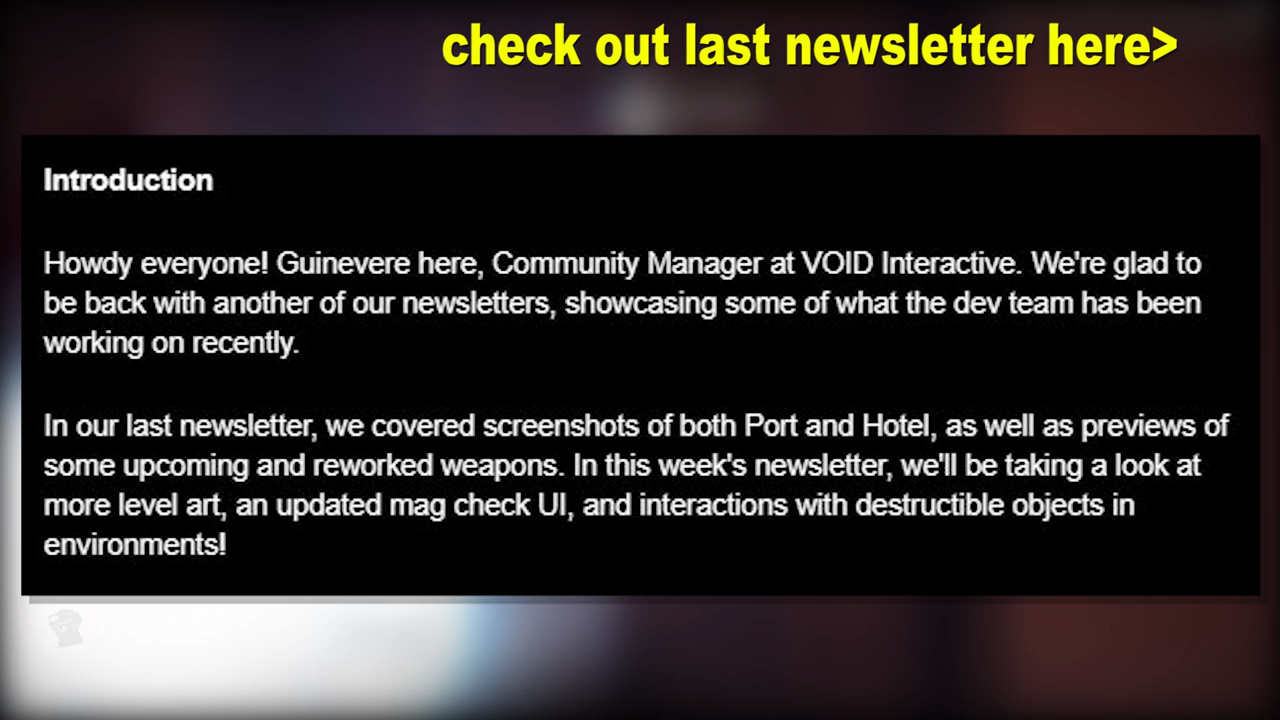 check out last newsletter here>
Introduction
Howdy everyone! Guinevere here, Community Manager at VOID Interactive. We're glad to
be back with another of our newsletters, showcasing some of what the dev team has been
working on recently.
In our last newsletter, we covered screenshots of both Port and Hotel, as well as previews of
some upcoming and reworked weapons. In this week's newsletter, we'll be taking a look at
more level art, an updated mag check UI, and interactions with destructible objects in
environments!